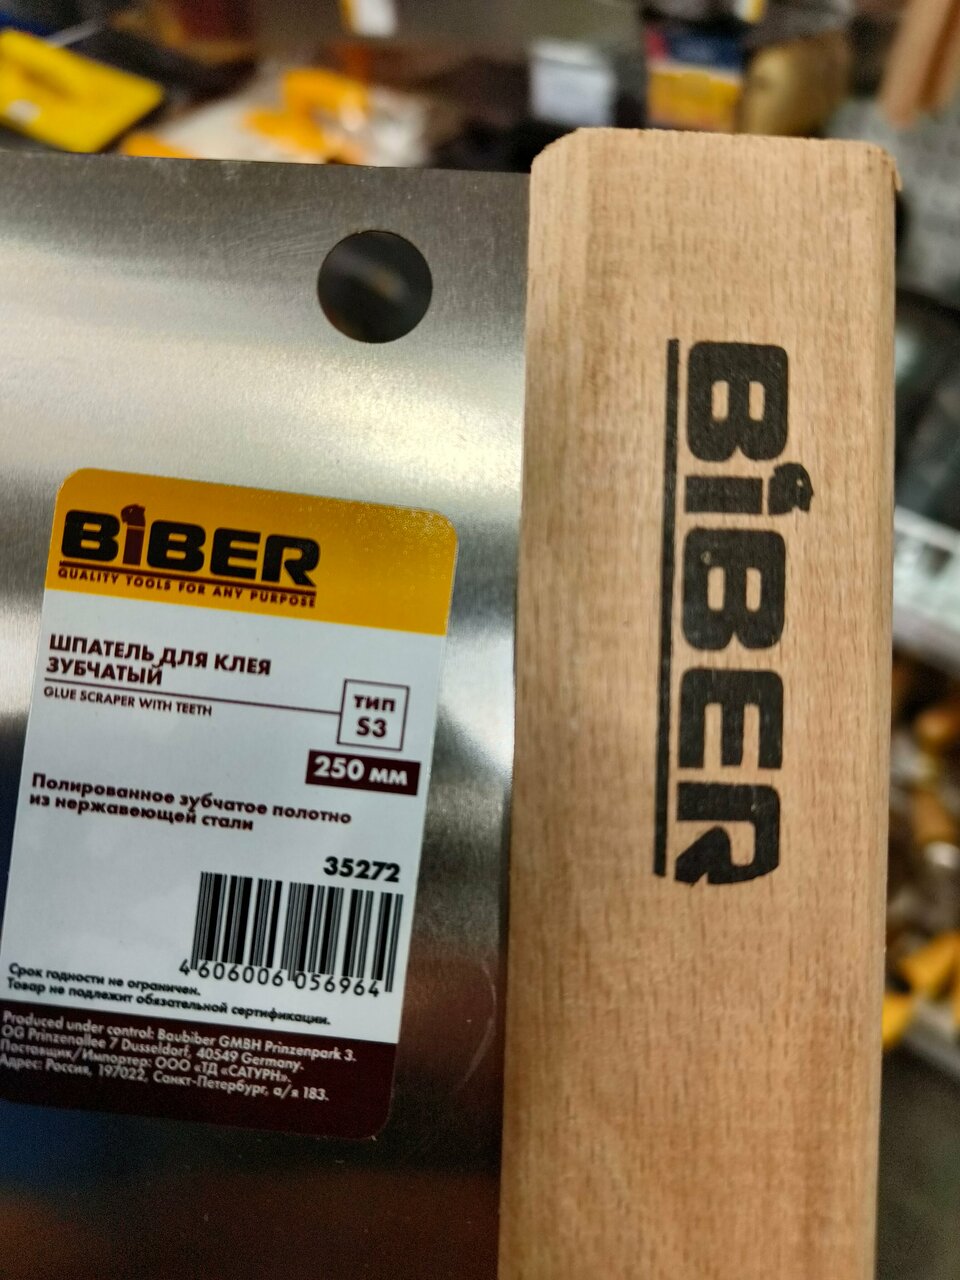 BiBER
QUALITY TOOLS FOR ANY PURPOSE
ШПАТЕЛЬ ДЛЯ КЛЕЯ
ЗУБЧАТЫЙ
GLUE SCRAPER WITH TEETH
ТИП
S3
250 мм
Полированное зубчатое полотно
из нержавеющей стали
35272
4 606006 056964
Срок годности не ограничен.
Товар не подлежит обязательной сертификации.
Produced under control: Baubiber GMBH Prinzenpark 3.
OG Prinzenallee 7 Dusseldorf, 40549 Germany.
Поставщик/Импортер: ООО «ТД «САТУРН».
Адрес: Россия, 197022, Санкт-Петербург, а/я 183.
BiBER